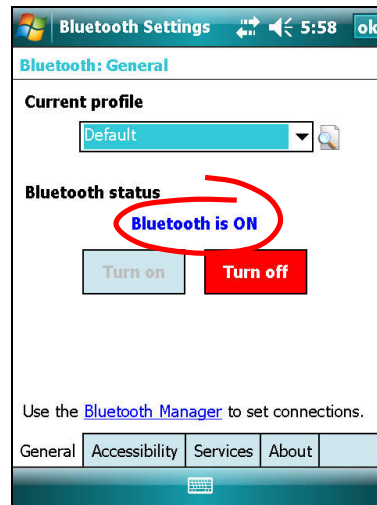 Bluetooth Settings 5:58 ok
Bluetooth: General
Current profile
Default
Bluetooth status
Bluetooth is ON
Turn on Turn off
Use the Bluetooth Manager to set connections.
General Accessibility Services About